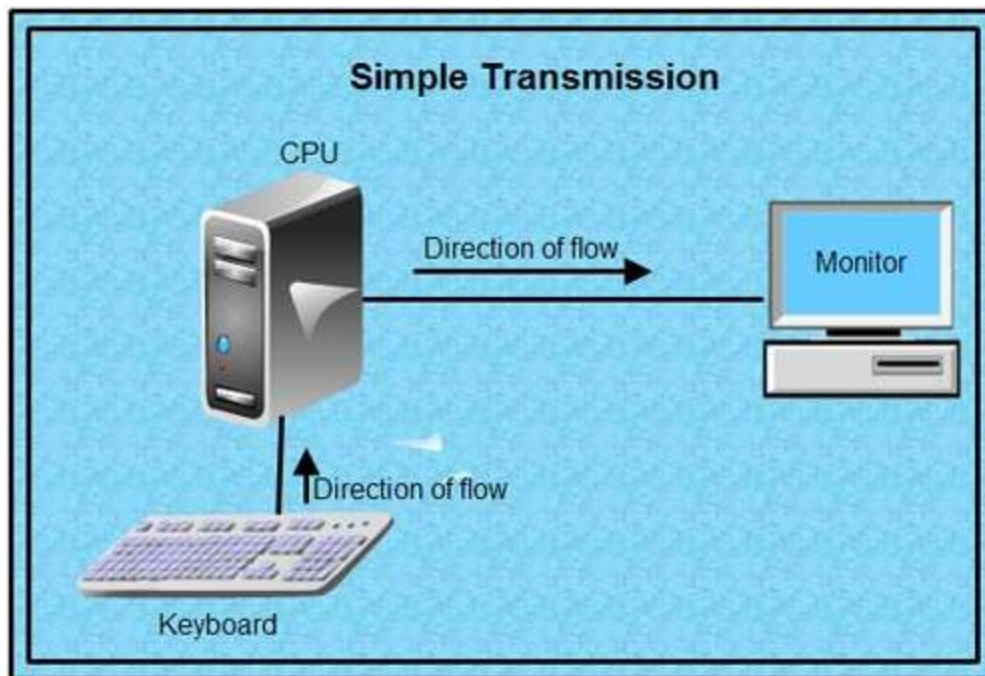 Simple Transmission
CPU
Direction of flow
Monitor
Direction of flow
Keyboard